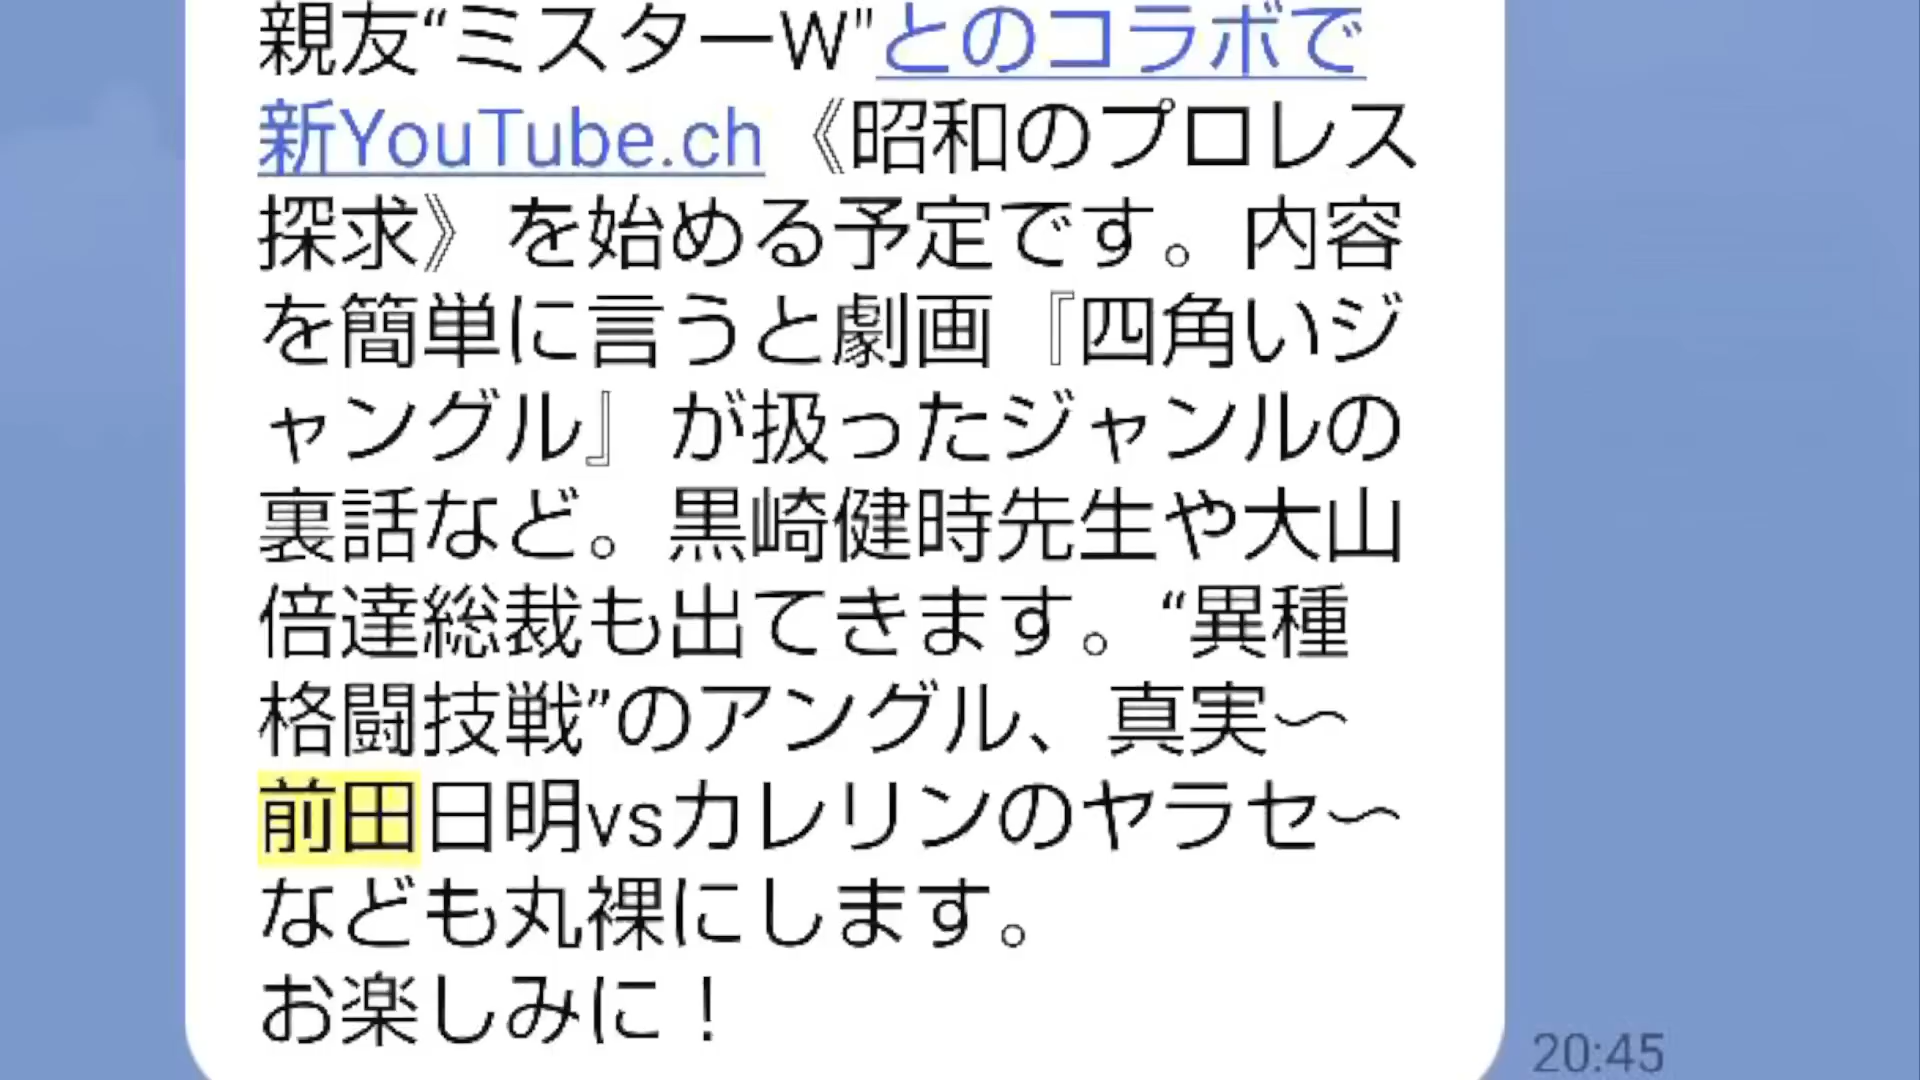 親友“ミスターW"とのコラボで
新YouTube.ch《昭和のプロレス
探求》を始める予定です。内容
を簡単に言うと劇画『四角いジ
ャングル』が扱ったジャンルの
裏話など。黒崎健時先生や大山
倍達総裁も出てきます。“異種
格闘技戦”のアングル、真実〜
前田日明vsカレリンのヤラセ〜
なども丸裸にします。
お楽しみに！
20:45